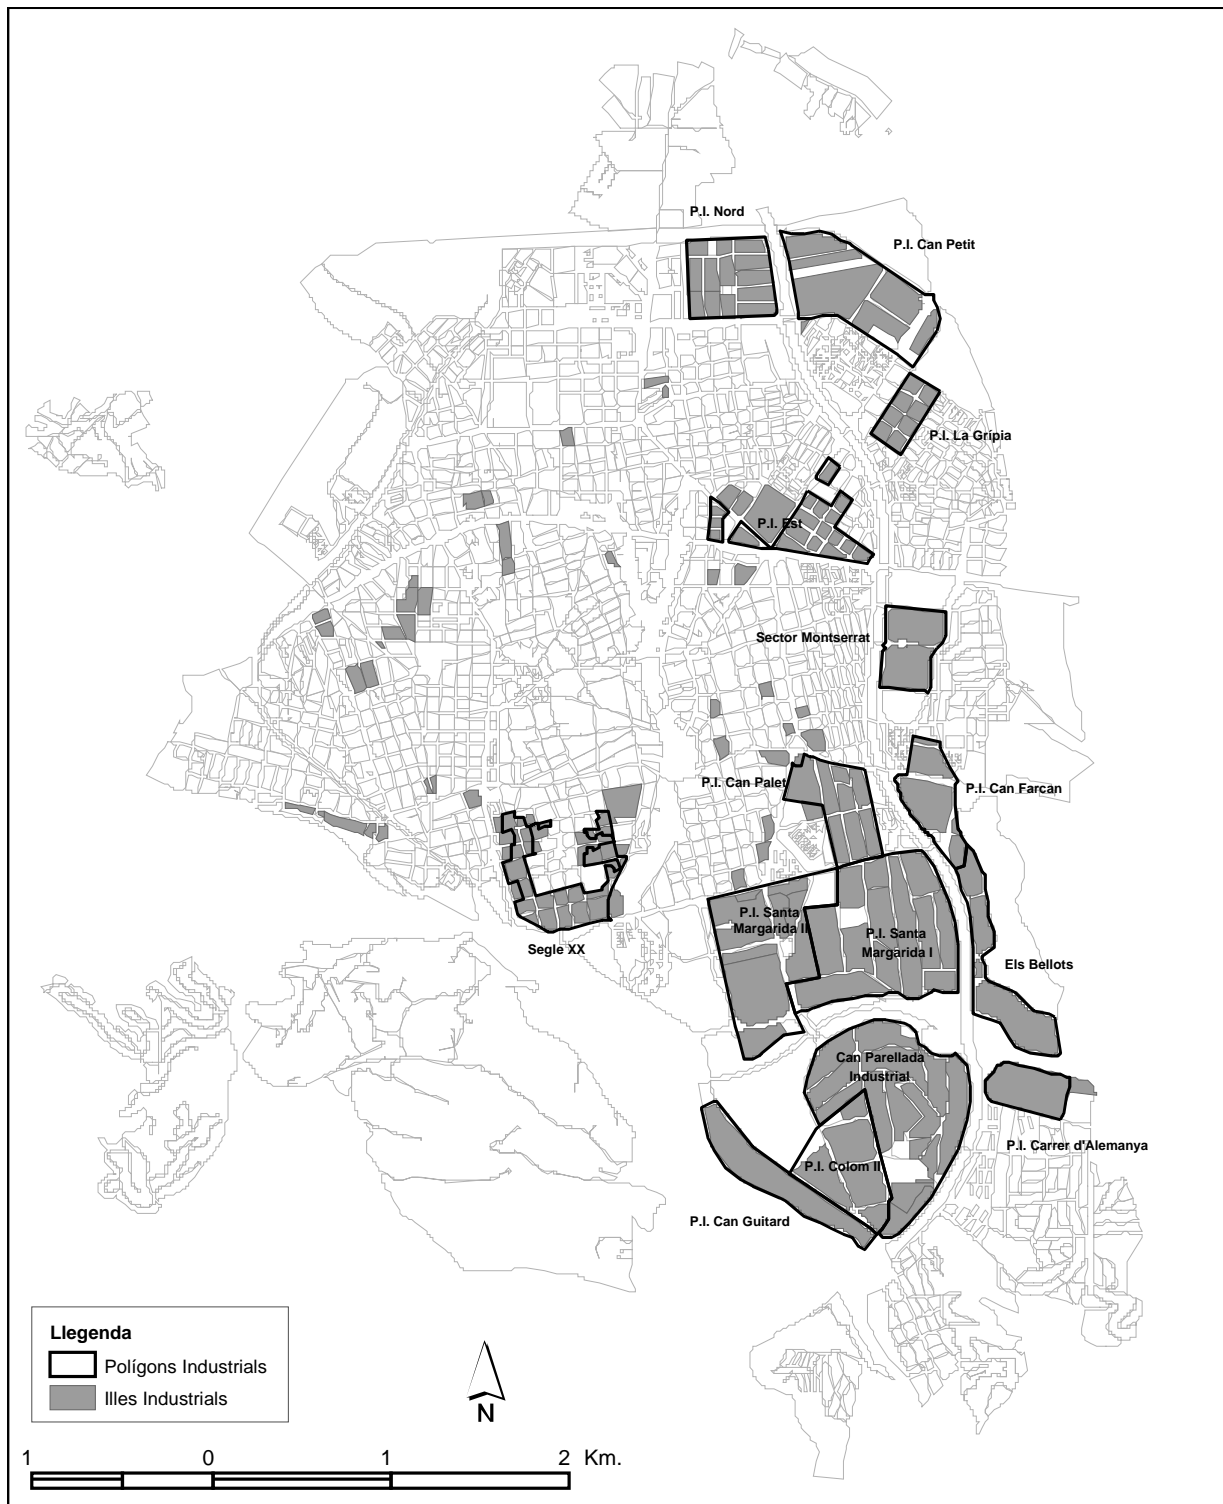 P.I. Nord
P.I. Can Petit
P.I. La Grípia
P.I. Est
Sector Montserrat
P.I. Can Palet
P.I. Can Farcan
P.I. Santa
Margarida II
P.I. Santa
Margarida I
Segle XX
Els Bellots
Can Parellada
Industrial
P.I. Carrer d'Alemanya
P.I. Colom II
P.I. Can Guitard
Llegenda
Polígons Industrials
Illes Industrials
N
1 0 1 2 Km.